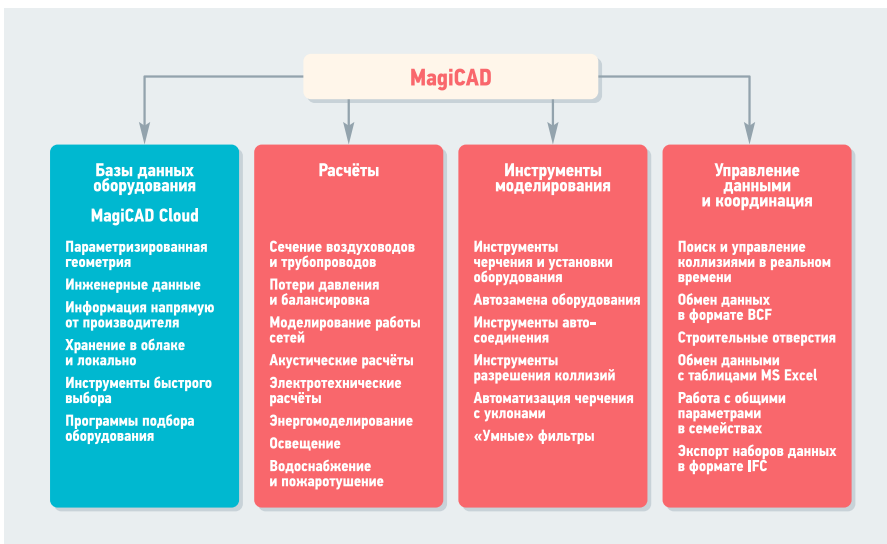 MagiCAD
Базы данных
оборудования
MagiCAD Cloud
Параметризированная
геометрия
Инженерные данные
Информация напрямую
от производителя
Хранение в облаке
и локально
Инструменты быстрого
выбора
Программы подбора
оборудования
Расчёты
Сечение воздуховодов
и трубопроводов
Потери давления
и балансировка
Моделирование работы
сетей
Акустические расчёты
Электротехнические
расчёты
Энергомоделирование
Освещение
Водоснабжение
и пожаротушение
Инструменты
моделирования
Инструменты
черчения и установки
оборудования
Автозамена оборудования
Инструменты авто-
соединения
Инструменты
разрешения коллизий
Автоматизация черчения
с уклонами
«Умные» фильтры
Управление
данными
и координация
Поиск и управление
коллизиями в реальном
времени
Обмен данных
в формате BCF
Строительные отверстия
Обмен данными
с таблицами MS Excel
Работа с общими
параметрами
в семействах
Экспорт наборов данных
в формате IFC